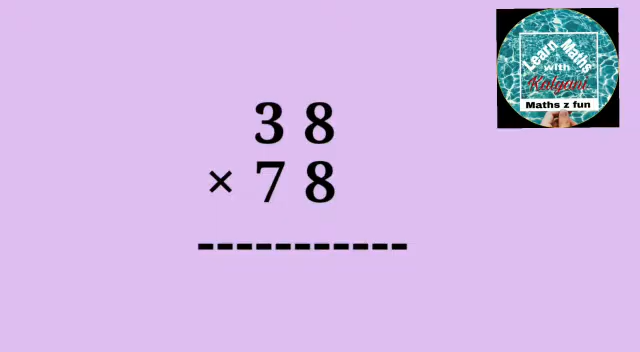 3 8
× 7 8
-----------
Learn Maths
with
Kalyani
Maths z fun